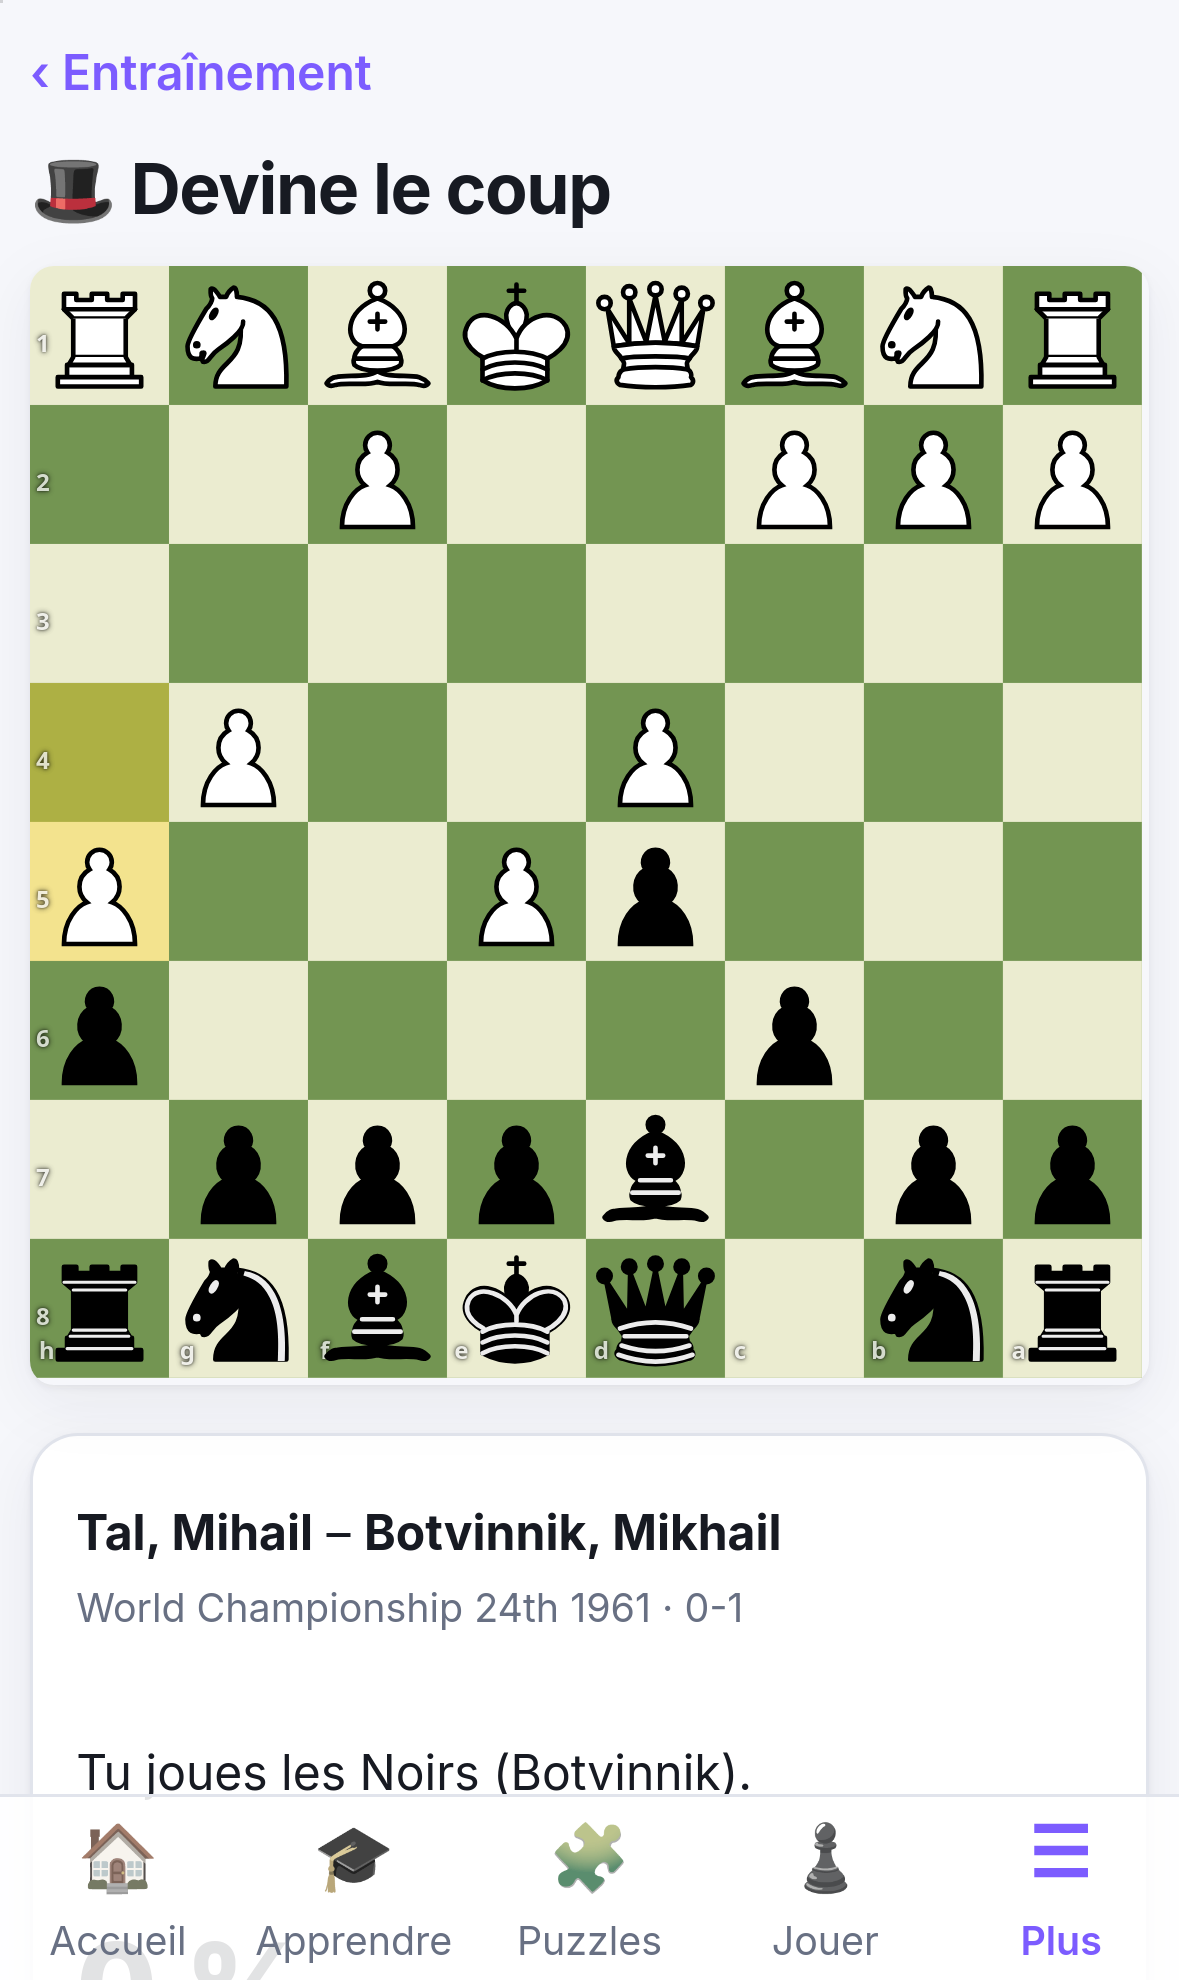 ‹ Entraînement
🎩 Devine le coup
1
2
3
4
5
6
7
8
h g f e d c b a
Tal, Mihail – Botvinnik, Mikhail
World Championship 24th 1961 · 0-1
Tu joues les Noirs (Botvinnik).
0 %
Accueil Apprendre Puzzles Jouer Plus